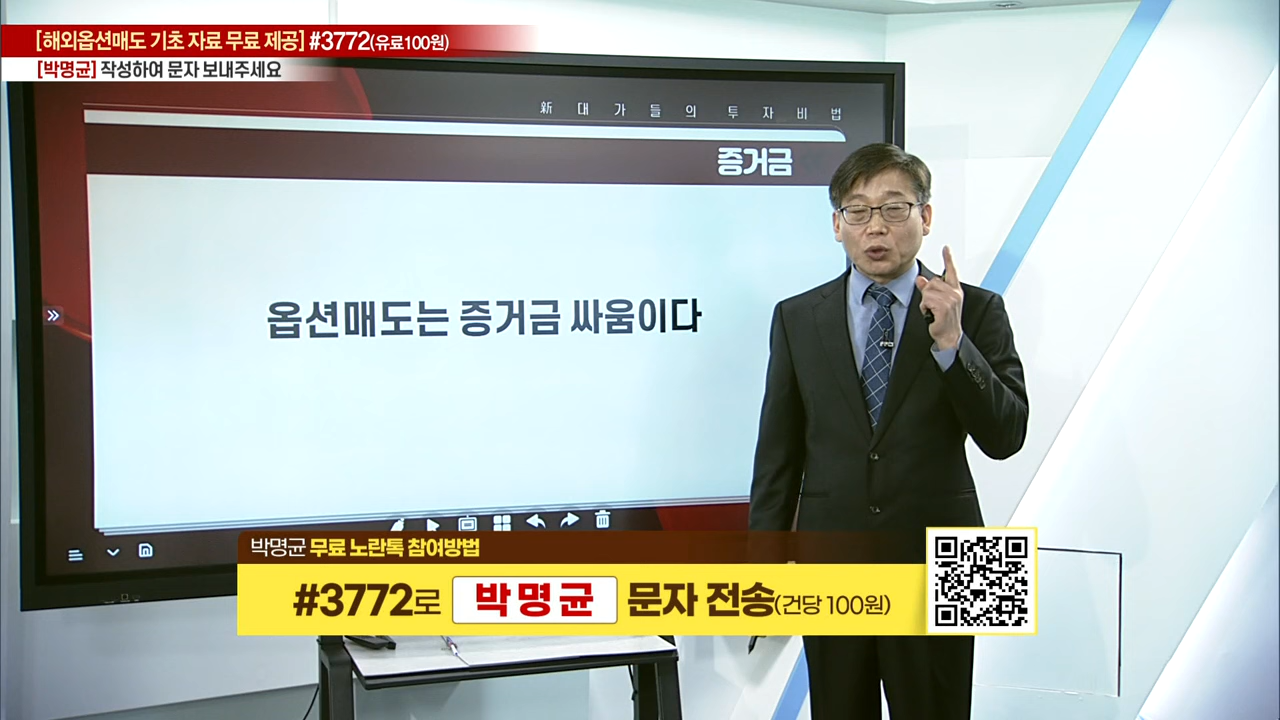 [해외옵션매도 기초 자료 무료 제공] #3772(유료100원)
[박명균] 작성하여 문자 보내주세요
新 대가들의 투자비법
증거금
옵션매도는 증거금 싸움이다
박명균 무료 노란톡 참여방법
#3772로 박명균 문자 전송(건당 100원)